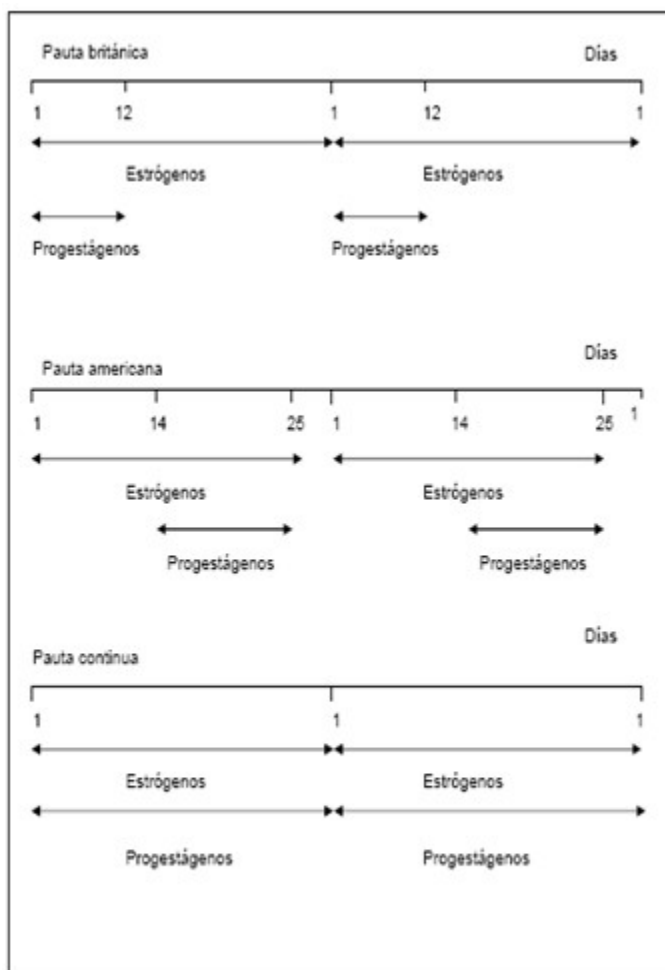 Pauta británica Días
1 12 1 12 1
Estrógenos Estrógenos
Progestágenos Progestágenos
Pauta americana Días
1 14 25 1 14 25 1
Estrógenos Estrógenos
Progestágenos Progestágenos
Días
Pauta continua
1 1 1
Estrógenos Estrógenos
Progestágenos Progestágenos